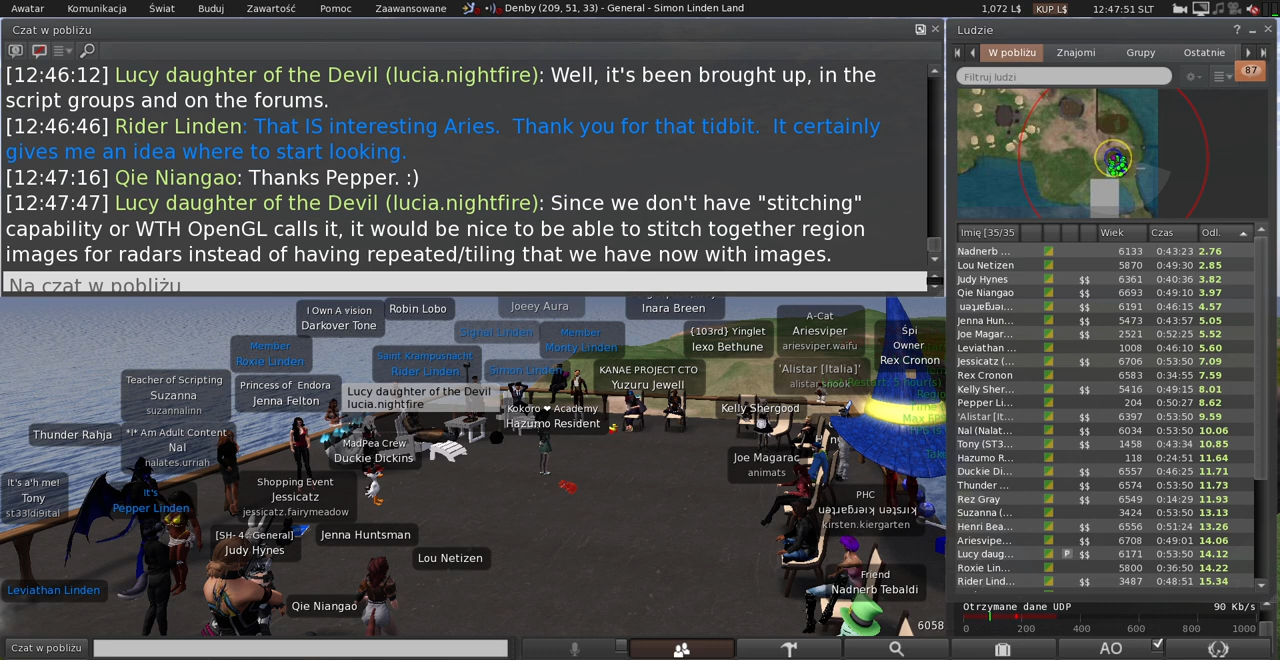 Awatar Komunikacja Świat Buduj Zawartość Pomoc Zaawansowane Denby (209, 51, 33) - General - Simon Linden Land 1,072 L$ KUP L$ 12:47:51 SLT
Czat w pobliżu
[12:46:12] Lucy daughter of the Devil (lucia.nightfire): Well, it's been brought up, in the
script groups and on the forums.
[12:46:46] Rider Linden: That IS interesting Aries.  Thank you for that tidbit.  It certainly
gives me an idea where to start looking.
[12:47:16] Qie Niangao: Thanks Pepper. :)
[12:47:47] Lucy daughter of the Devil (lucia.nightfire): Since we don't have "stitching"
capability or WTH OpenGL calls it, it would be nice to be able to stitch together region
images for radars instead of having repeated/tiling that we have now with images.
Na czat w pobliżu
I Own A vision
Darkover Tone
Robin Lobo
Joeey Aura
Inara Breen
Signal Linden
Member
Monty Linden
{103rd} Yinglet
Iexo Bethune
A-Cat
Ariesviper
ariesviper.waifu
Śpi
Owner
Rex Cronon
Member
Roxie Linden
Saint Krampusnacht
Rider Linden
Simon Linden
KANAE PROJECT CTO
Yuzuru Jewell
'Alistar [Italia]'
alistar.snook
Teacher of Scripting
Suzanna
suzannalinn
Princess of Endora
Jenna Felton
Lucy daughter of the Devil
lucia.nightfire
Kokoro ❤ Academy
Hazumo Resident
Kelly Shergood
Thunder Rahja
*I* Am Adult Content
Nal
nalates.urriah
MadPea Crew
Duckie Dickins
Joe Magarac
animats
It's a'h me!
Tony
st33ldi9ital
It's
Pepper Linden
Shopping Event
Jessicatz
jessicatz.fairymeadow
PHC
kirsten.kiergarten
[SH- 4☆General]
Judy Hynes
Jenna Huntsman
Lou Netizen
Leviathan Linden
Qie Niangao
Friend
Nadnerb Tebaldi
6058
Czat w pobliżu
Ludzie
W pobliżu Znajomi Grupy Ostatnie
Filtruj ludzi 87
Imię [35/35 Wiek Czas Odl.
Nadnerb ... 6133 0:43:23 2.76
Lou Netizen 5870 0:49:30 2.85
Judy Hynes $$ 6361 0:40:36 3.82
Qie Niangao $$ 6693 0:49:10 3.97
$$ 6191 0:46:15 4.57
Jenna Hun... $$ 5473 0:43:57 5.05
Joe Magar... $$ 2521 0:52:25 5.52
Leviathan ... 1008 0:46:10 5.60
Jessicatz (... $$ 6706 0:53:50 7.09
Rex Cronon 6583 0:34:55 7.59
Kelly Sher... $$ 5416 0:49:15 8.01
Pepper Li... 204 0:50:27 8.62
'Alistar [It... $$ 6397 0:53:50 9.59
Nal (Nalat... $$ 6034 0:53:50 10.06
Tony (ST3... $$ 1458 0:43:34 10.85
Hazumo R... 118 0:24:51 11.64
Duckie Di... $$ 6557 0:46:25 11.71
Thunder ... $$ 6574 0:53:50 11.73
Rez Gray $$ 6549 0:14:29 11.93
Suzanna (... 3424 0:53:50 13.13
Henri Bea... $$ 6556 0:51:24 13.26
Ariesvipe... $$ 6708 0:49:01 14.06
Lucy daug... P $$ 6171 0:53:50 14.12
Roxie Lin... 5800 0:36:50 14.22
Rider Lind... $$ 3487 0:48:51 15.34
Otrzymane dane UDP 90 Kb/s
0 200 400 600 800 1000
AO